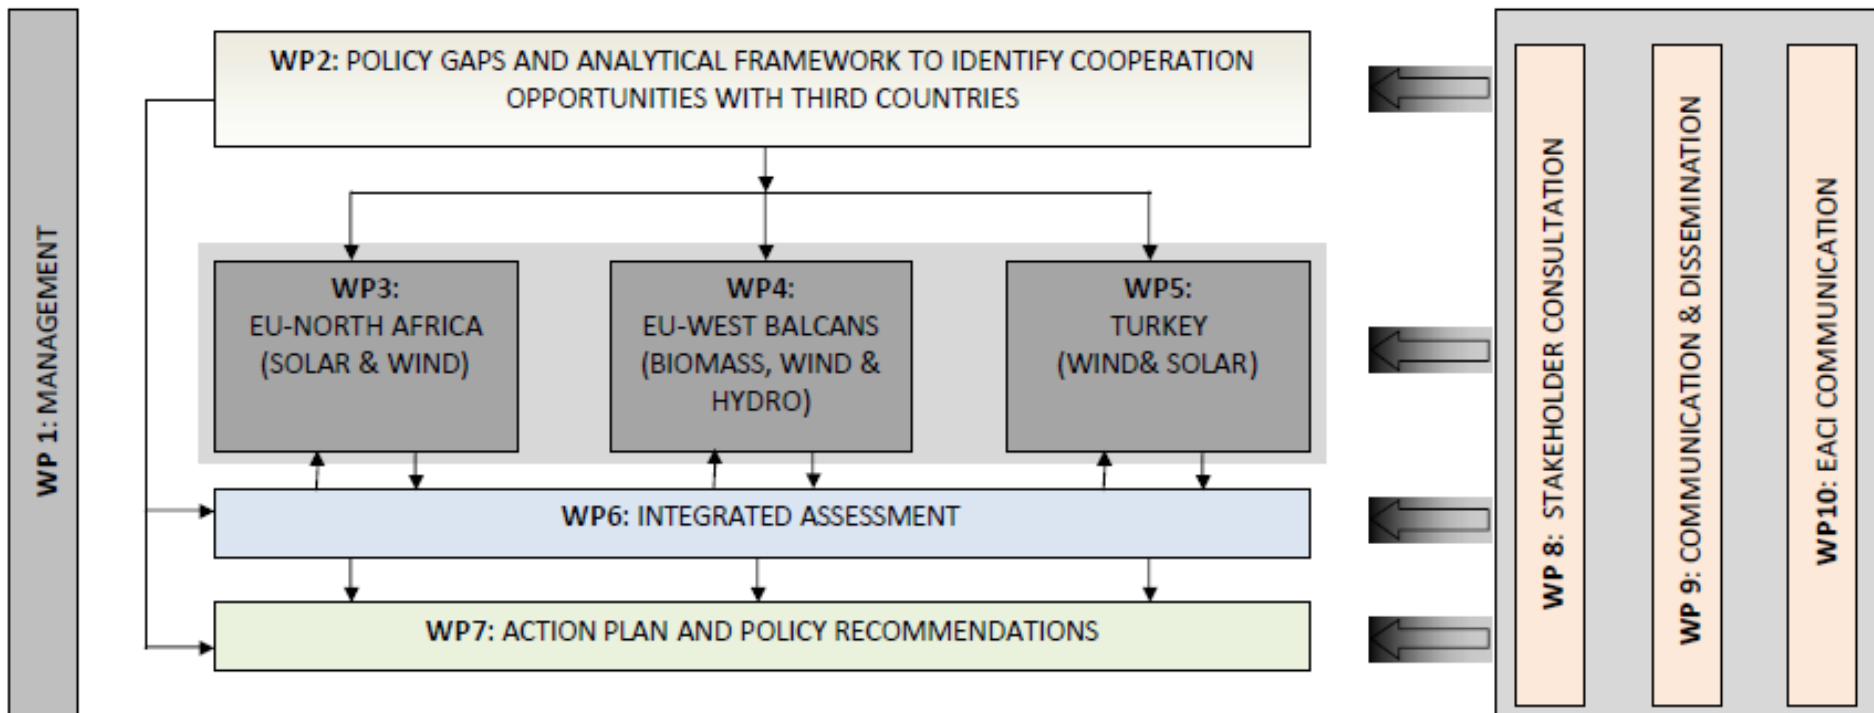 WP 1: MANAGEMENT
WP2: POLICY GAPS AND ANALYTICAL FRAMEWORK TO IDENTIFY COOPERATION
OPPORTUNITIES WITH THIRD COUNTRIES
WP3:
EU-NORTH AFRICA
(SOLAR & WIND)
WP4:
EU-WEST BALCANS
(BIOMASS, WIND &
HYDRO)
WP5:
TURKEY
(WIND& SOLAR)
WP6: INTEGRATED ASSESSMENT
WP7: ACTION PLAN AND POLICY RECOMMENDATIONS
WP 8: STAKEHOLDER CONSULTATION
WP 9: COMMUNICATION & DISSEMINATION
WP10: EACI COMMUNICATION